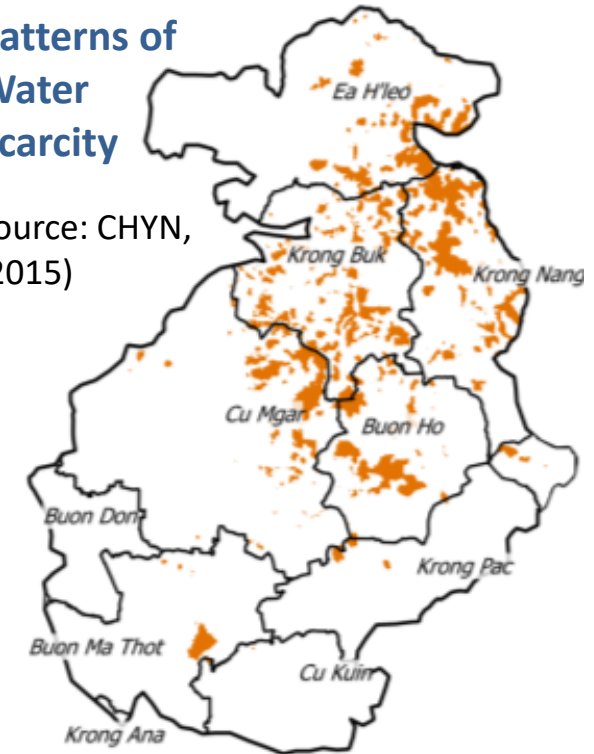 atterns of
Water
carcity
ource: CHYN,
2015)
Ea H'leo
Krong Buk
Krong Nang
Cu Mgar
Buon Ho
Buon Don
Krong Pac
Buon Ma Thot
Cu Kuin
Krong Ana